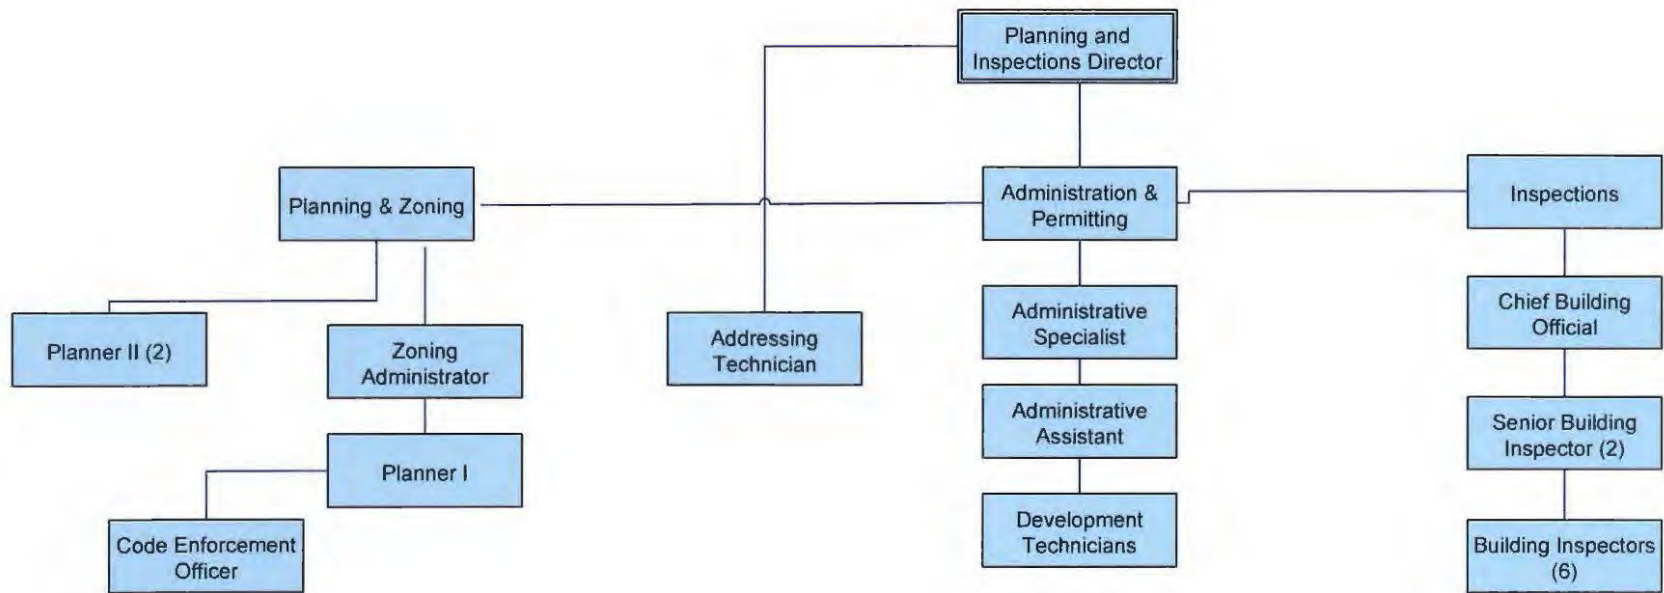 Planning and
Inspections Director
Planning & Zoning
Administration &
Permitting
Inspections
Planner II (2)
Zoning
Administrator
Addressing
Technician
Administrative
Specialist
Chief Building
Official
Planner I
Administrative
Assistant
Senior Building
Inspector (2)
Code Enforcement
Officer
Development
Technicians
Building Inspectors
(6)